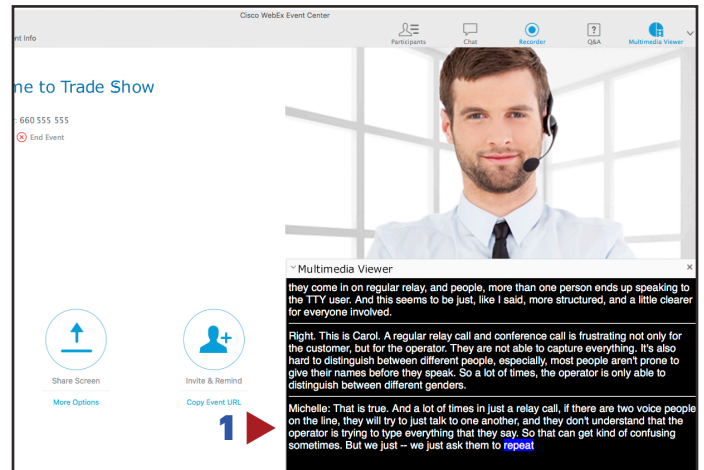 Cisco WebEx Event Center
nt Info
Participants
Chat
Recorder
?
Q&A
Multimedia Viewer
me to Trade Show
: 660 555 555
End Event
Share Screen
More Options
Invite & Remind
Copy Event URL
1
Multimedia Viewer
they come in on regular relay, and people, more than one person ends up speaking to
the TTY user. And this seems to be just, like I said, more structured, and a little clearer
for everyone involved.
Right. This is Carol. A regular relay call and conference call is frustrating not only for
the customer, but for the operator. They are not able to capture everything. It's also
hard to distinguish between different people, especially, most people aren't prone to
give their names before they speak. So a lot of times, the operator is only able to
distinguish between different genders.
Michelle: That is true. And a lot of times in just a relay call, if there are two voice people
on the line, they will try to just talk to one another, and they don't understand that the
operator is trying to type everything that they say. So that can get kind of confusing
sometimes. But we just -- we just ask them to repeat